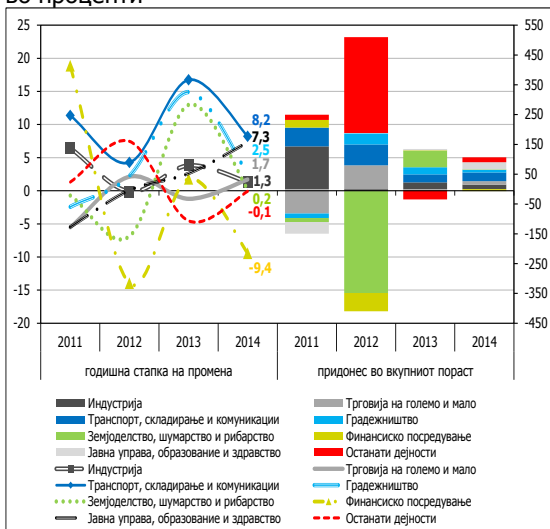 во проценти
25
20
15
10
5
0
-5
-10
-15
-20
550
450
350
250
150
50
-50
-150
-250
-350
-450
8,2
7,3
2,5
1,7
1,3
0,2
-0,1
-9,4
2011 2012 2013 2014 2011 2012 2013 2014
годишна стапка на промена придонес во вкупниот пораст
Индустрија Трговија на големо и мало
Транспорт, складирање и комуникации Градежништво
Земјоделство, шумарство и рибарство Финансиско посредување
Јавна управа, образование и здравство Останати дејности
Индустрија Трговија на големо и мало
Транспорт, складирање и комуникации Градежништво
Земјоделство, шумарство и рибарство Финансиско посредување
Јавна управа, образование и здравство Останати дејности